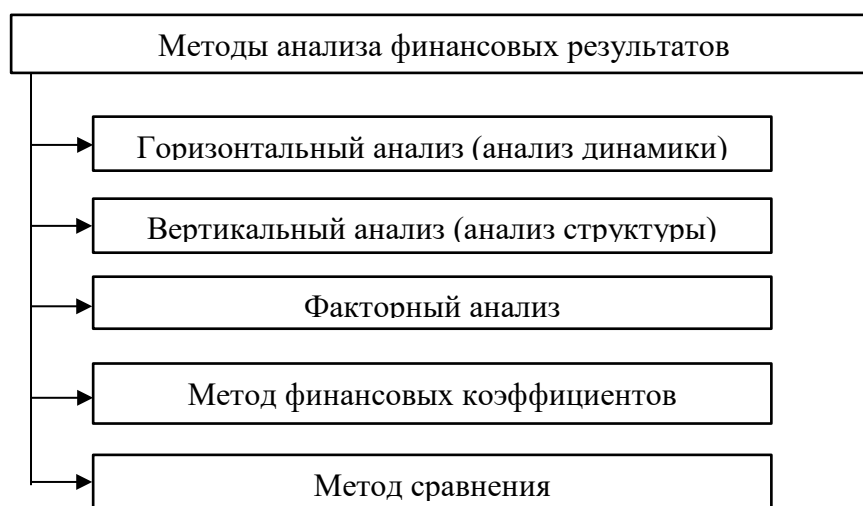 Методы анализа финансовых результатов
Горизонтальный анализ (анализ динамики)
Вертикальный анализ (анализ структуры)
Факторный анализ
Метод финансовых коэффициентов
Метод сравнения